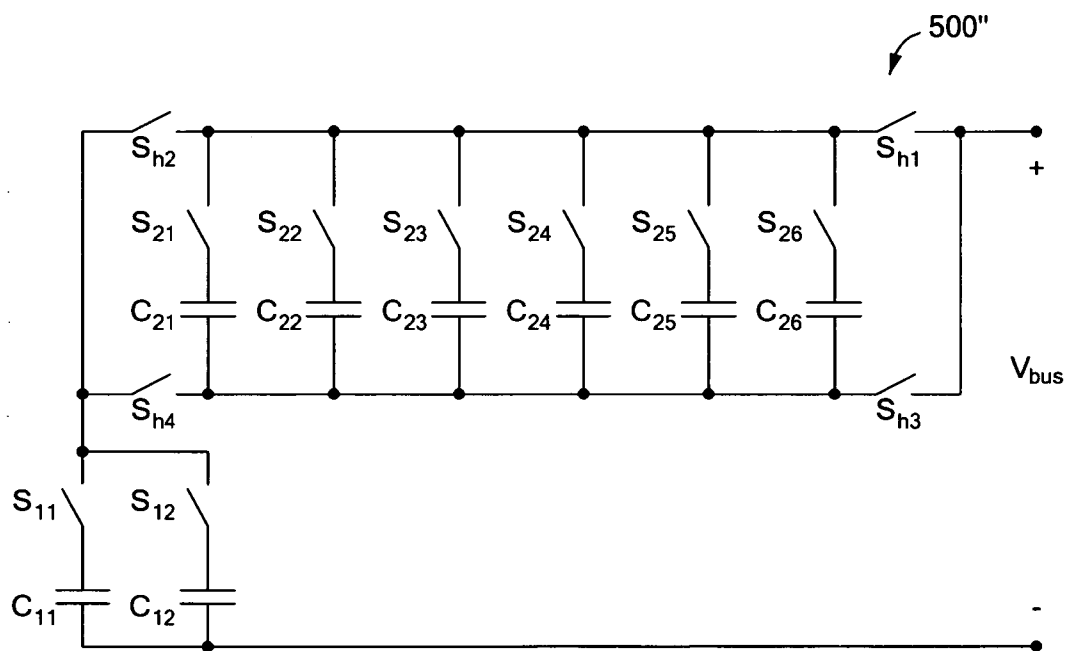 500"
S_h2
S_h1
+
S_21 S_22 S_23 S_24 S_25 S_26
C_21 C_22 C_23 C_24 C_25 C_26
V_bus
S_h4
S_h3
S_11 S_12
C_11 C_12
-